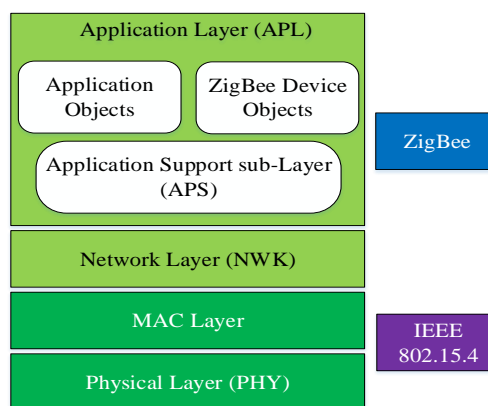 Application Layer (APL)
Application
Objects
ZigBee Device
Objects
Application Support sub-Layer
(APS)
ZigBee
Network Layer (NWK)
MAC Layer
IEEE
802.15.4
Physical Layer (PHY)